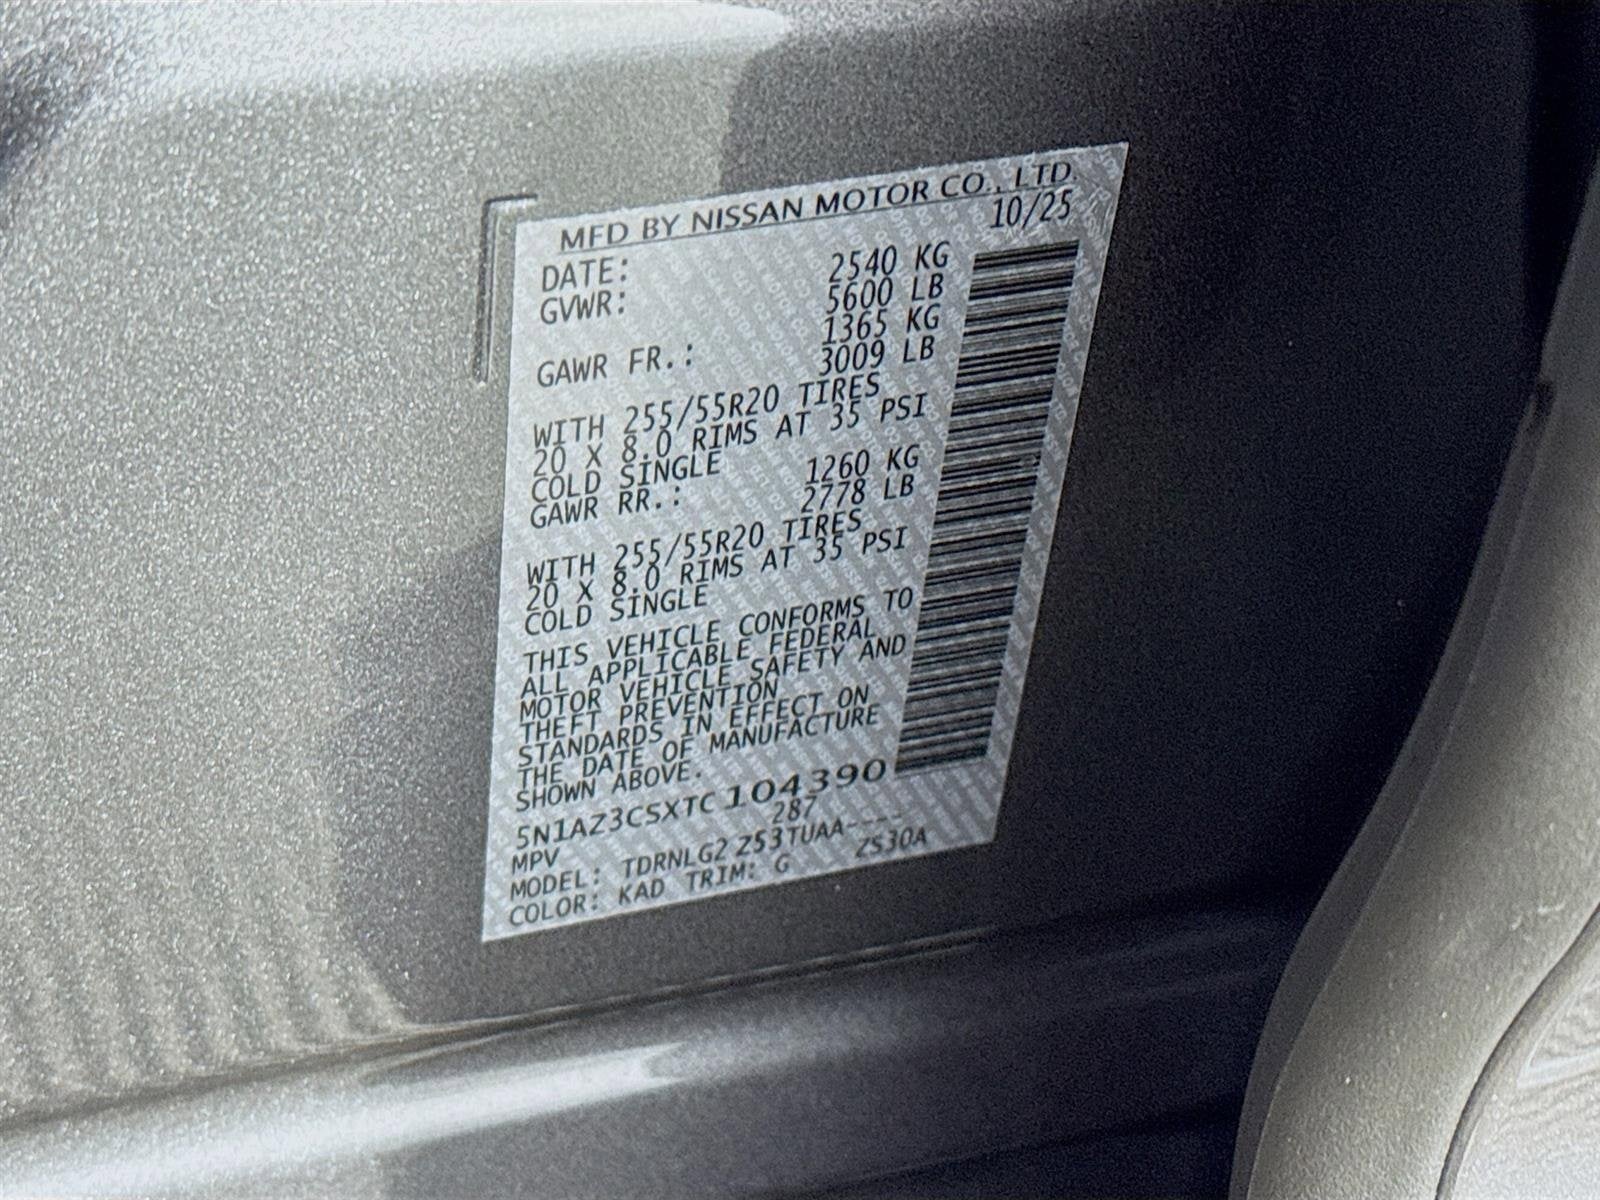 MFD BY NISSAN MOTOR CO., LTD.
DATE: 10/25
GVWR: 2540 KG
5600 LB
GAWR FR.: 1365 KG
3009 LB
WITH 255/55R20 TIRES
20 X 8.0 RIMS AT 35 PSI
COLD SINGLE
GAWR RR.: 1260 KG
2778 LB
WITH 255/55R20 TIRES
20 X 8.0 RIMS AT 35 PSI
COLD SINGLE
THIS VEHICLE CONFORMS TO
ALL APPLICABLE FEDERAL
MOTOR VEHICLE SAFETY AND
THEFT PREVENTION
STANDARDS IN EFFECT ON
THE DATE OF MANUFACTURE
SHOWN ABOVE.
5N1AZ3CSXTC104390
MPV 287
MODEL: TDRNLG2 Z53TUAA----
COLOR: KAD TRIM: G ZS30A